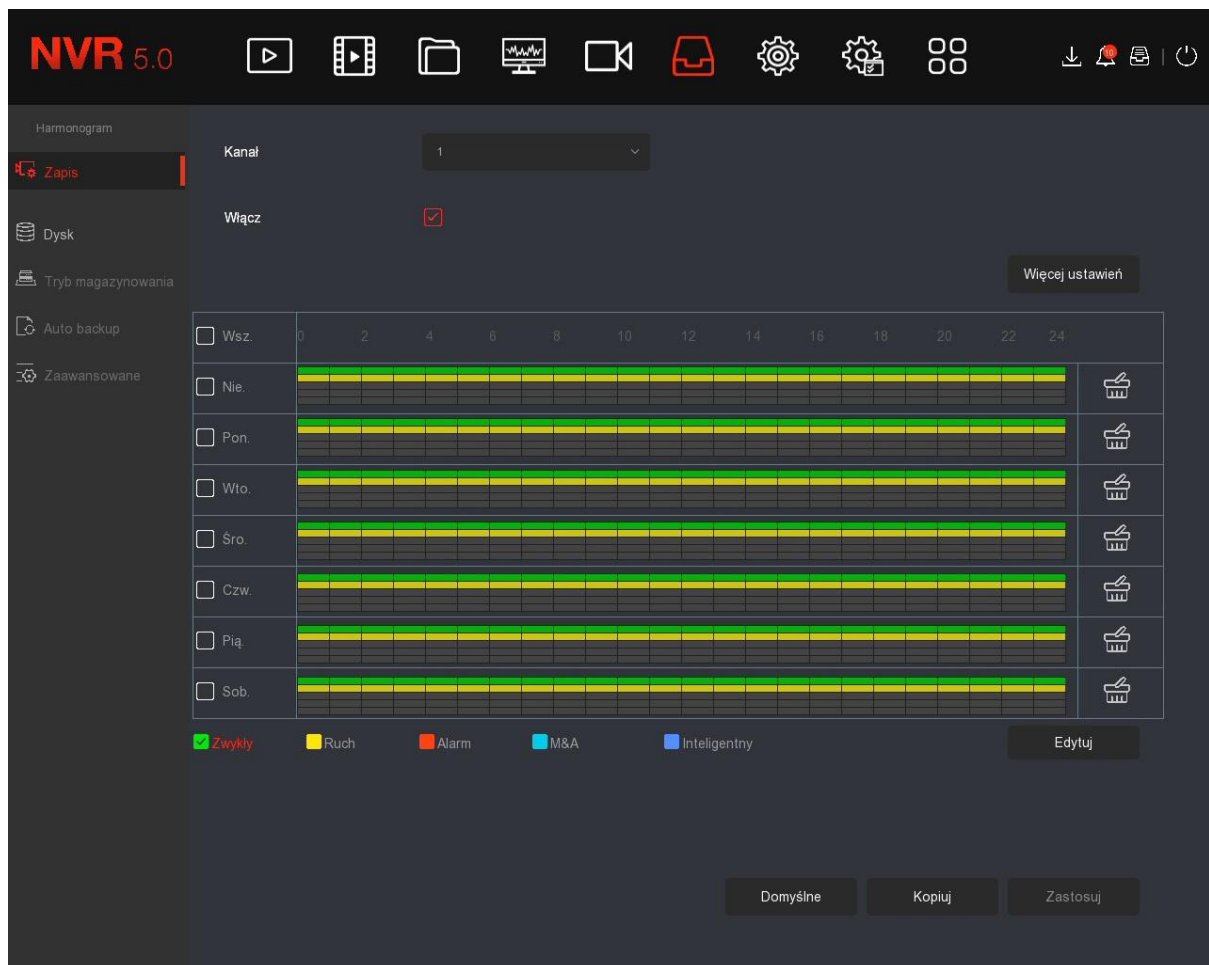 NVR 5.0
10
Harmonogram
Zapis
Dysk
Tryb magazynowania
Auto backup
Zaawansowane
Kanał 1
Włącz
Więcej ustawień
Wsz. 0 2 4 6 8 10 12 14 16 18 20 22 24
Nie.
Pon.
Wto.
Śro.
Czw.
Pią.
Sob.
Zwykły Ruch Alarm M&A Inteligentny Edytuj
Domyślne Kopiuj Zastosuj